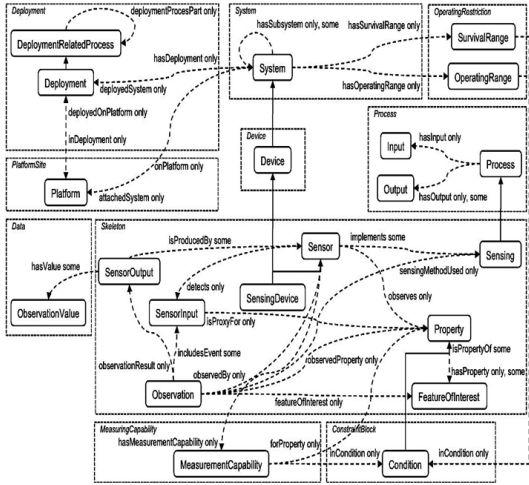 Deployment
deploymentProcesPart only
DeploymentRelatedProcess
Deployment
deployedOnPlatform only
inDeployment only
PlatformSite
Platform
attachedSystem only
hasDeployment only
deployedSystem only
onPlatform only
System
hasSubsystem only, some
System
hasSurvivalRange only
hasOperatingRange only
OperatingRestriction
SurvivalRange
OperatingRange
Device
Device
Process
hasInput only
Input
Process
Output
hasOutput only, some
Data
hasValue some
ObservationValue
Skeleton
isProducedBy some
SensorOutput
Sensor
implements some
Sensing
sensingMethodUsed only
detects only
SensingDevice
observes only
SensorInput
isProxyFor only
Property
isPropertyOf some
includesEvent some
observationResult only
observedBy only
observedProperty only
hasProperty only, some
Observation
featureOfInterest only
FeatureOfInterest
MeasuringCapability
hasMeasurementCapability only
forProperty only
MeasurementCapability
ConstraintBlock
inCondition only
Condition
inCondition only